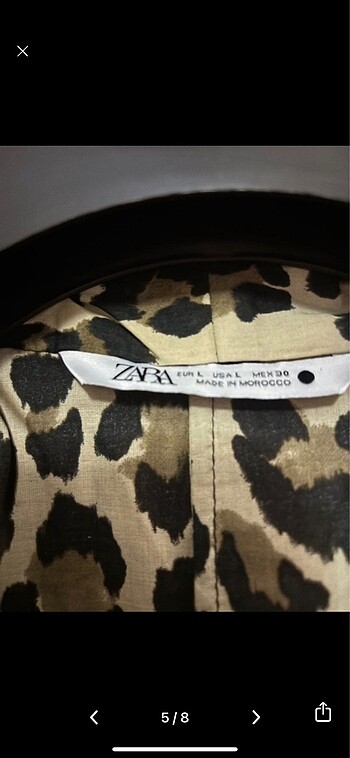 ZARA
EUR L USA L MEX 30
MADE IN MOROCCO
5/8